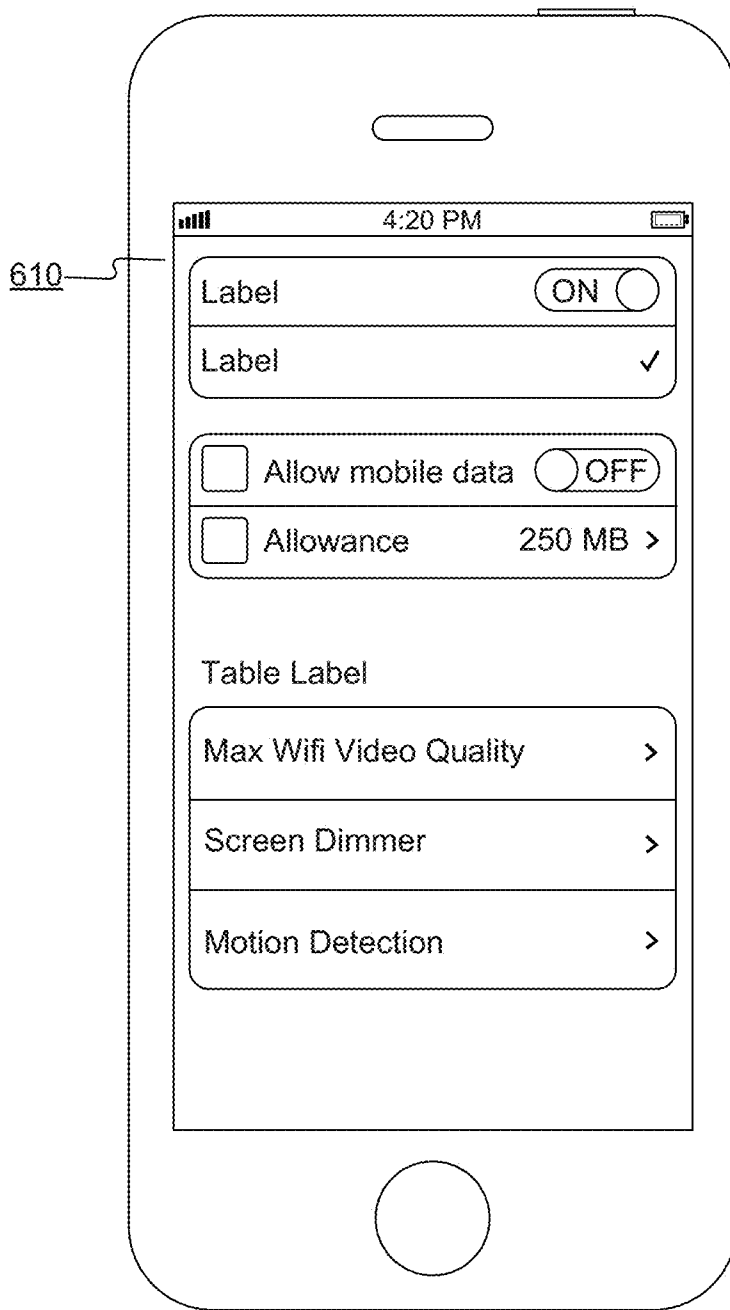 4:20 PM
610
Label ON
Label ✓
Allow mobile data OFF
Allowance 250 MB >
Table Label
Max Wifi Video Quality >
Screen Dimmer >
Motion Detection >